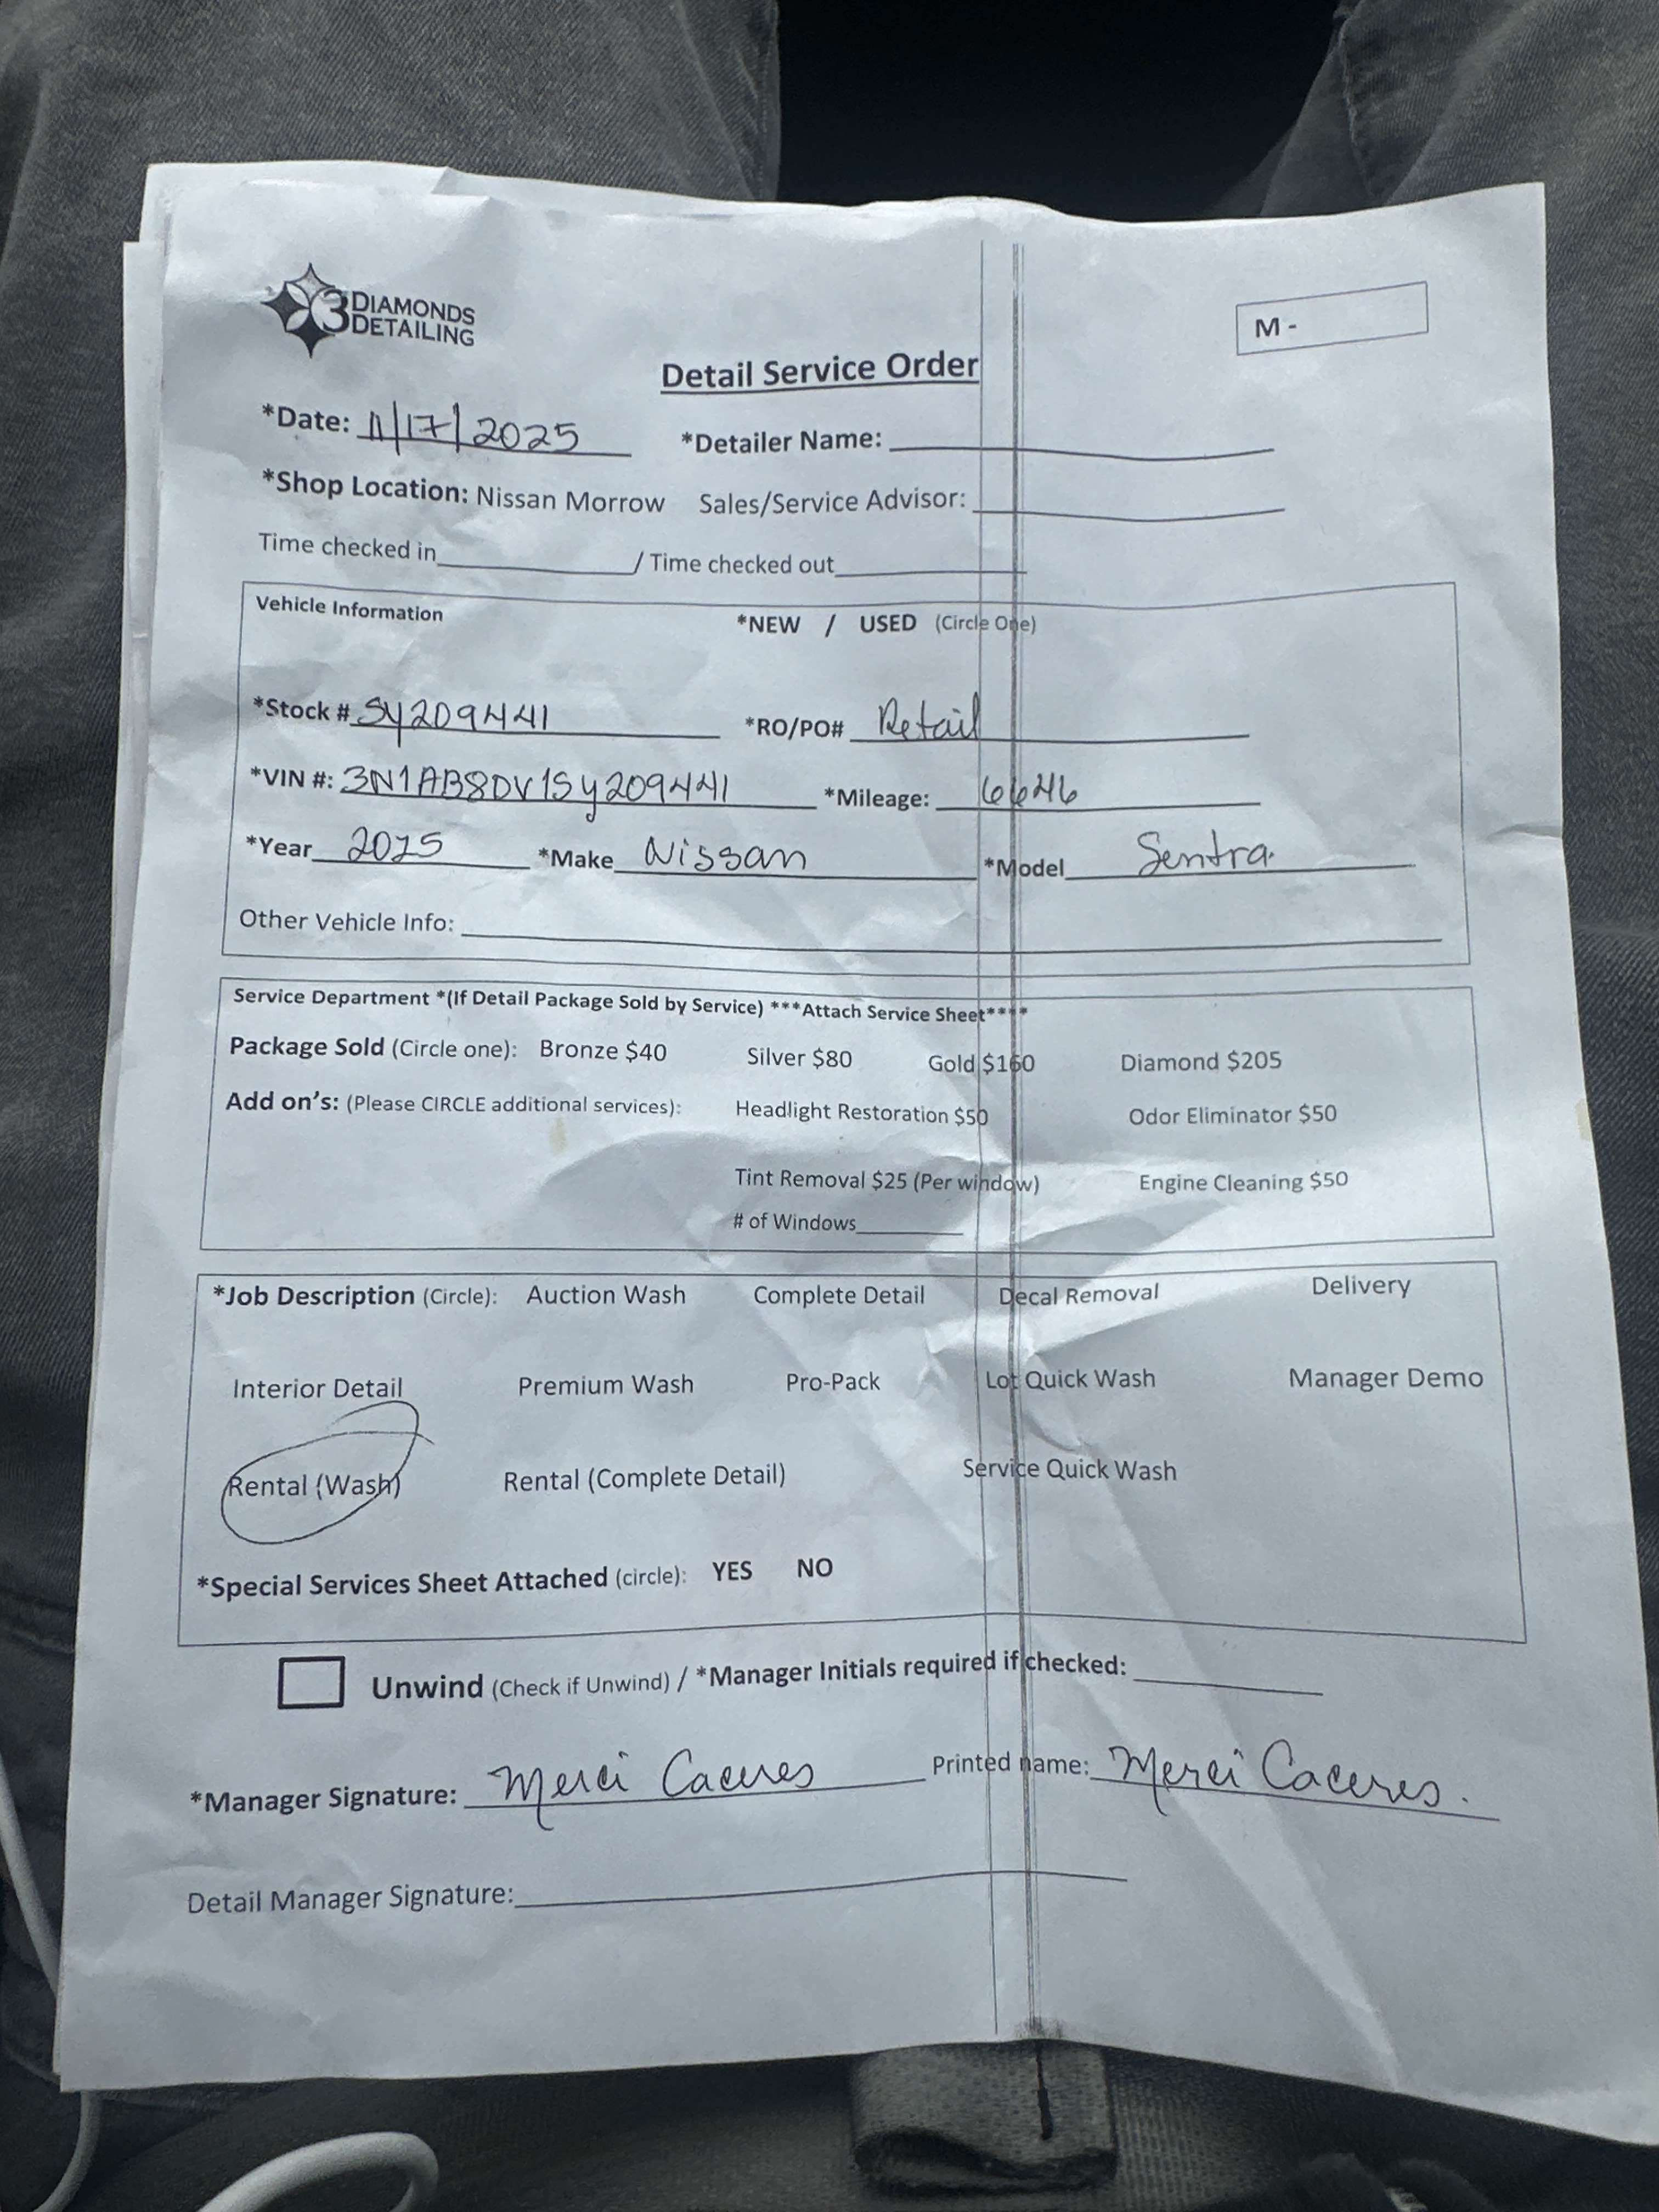 3 DIAMONDS
DETAILING
M -
Detail Service Order
*Date: 11/17/2025 *Detailer Name:
*Shop Location: Nissan Morrow Sales/Service Advisor:
Time checked in / Time checked out
Vehicle Information *NEW / USED (Circle One)
*Stock # SY209441 *RO/PO# Retail
*VIN #: 3N1AB8DV1SY209441 *Mileage: 6646
*Year 2025 *Make Nissan *Model Sentra.
Other Vehicle Info:
Service Department *(If Detail Package Sold by Service) ***Attach Service Sheet****
Package Sold (Circle one): Bronze $40 Silver $80 Gold $160 Diamond $205
Add on's: (Please CIRCLE additional services): Headlight Restoration $50 Odor Eliminator $50
Tint Removal $25 (Per window) Engine Cleaning $50
# of Windows
*Job Description (Circle): Auction Wash Complete Detail Decal Removal Delivery
Interior Detail Premium Wash Pro-Pack Lot Quick Wash Manager Demo
Rental (Wash) Rental (Complete Detail) Service Quick Wash
*Special Services Sheet Attached (circle): YES NO
Unwind (Check if Unwind) / *Manager Initials required if checked:
*Manager Signature: Merci Caceres Printed name: Merci Caceres.
Detail Manager Signature: